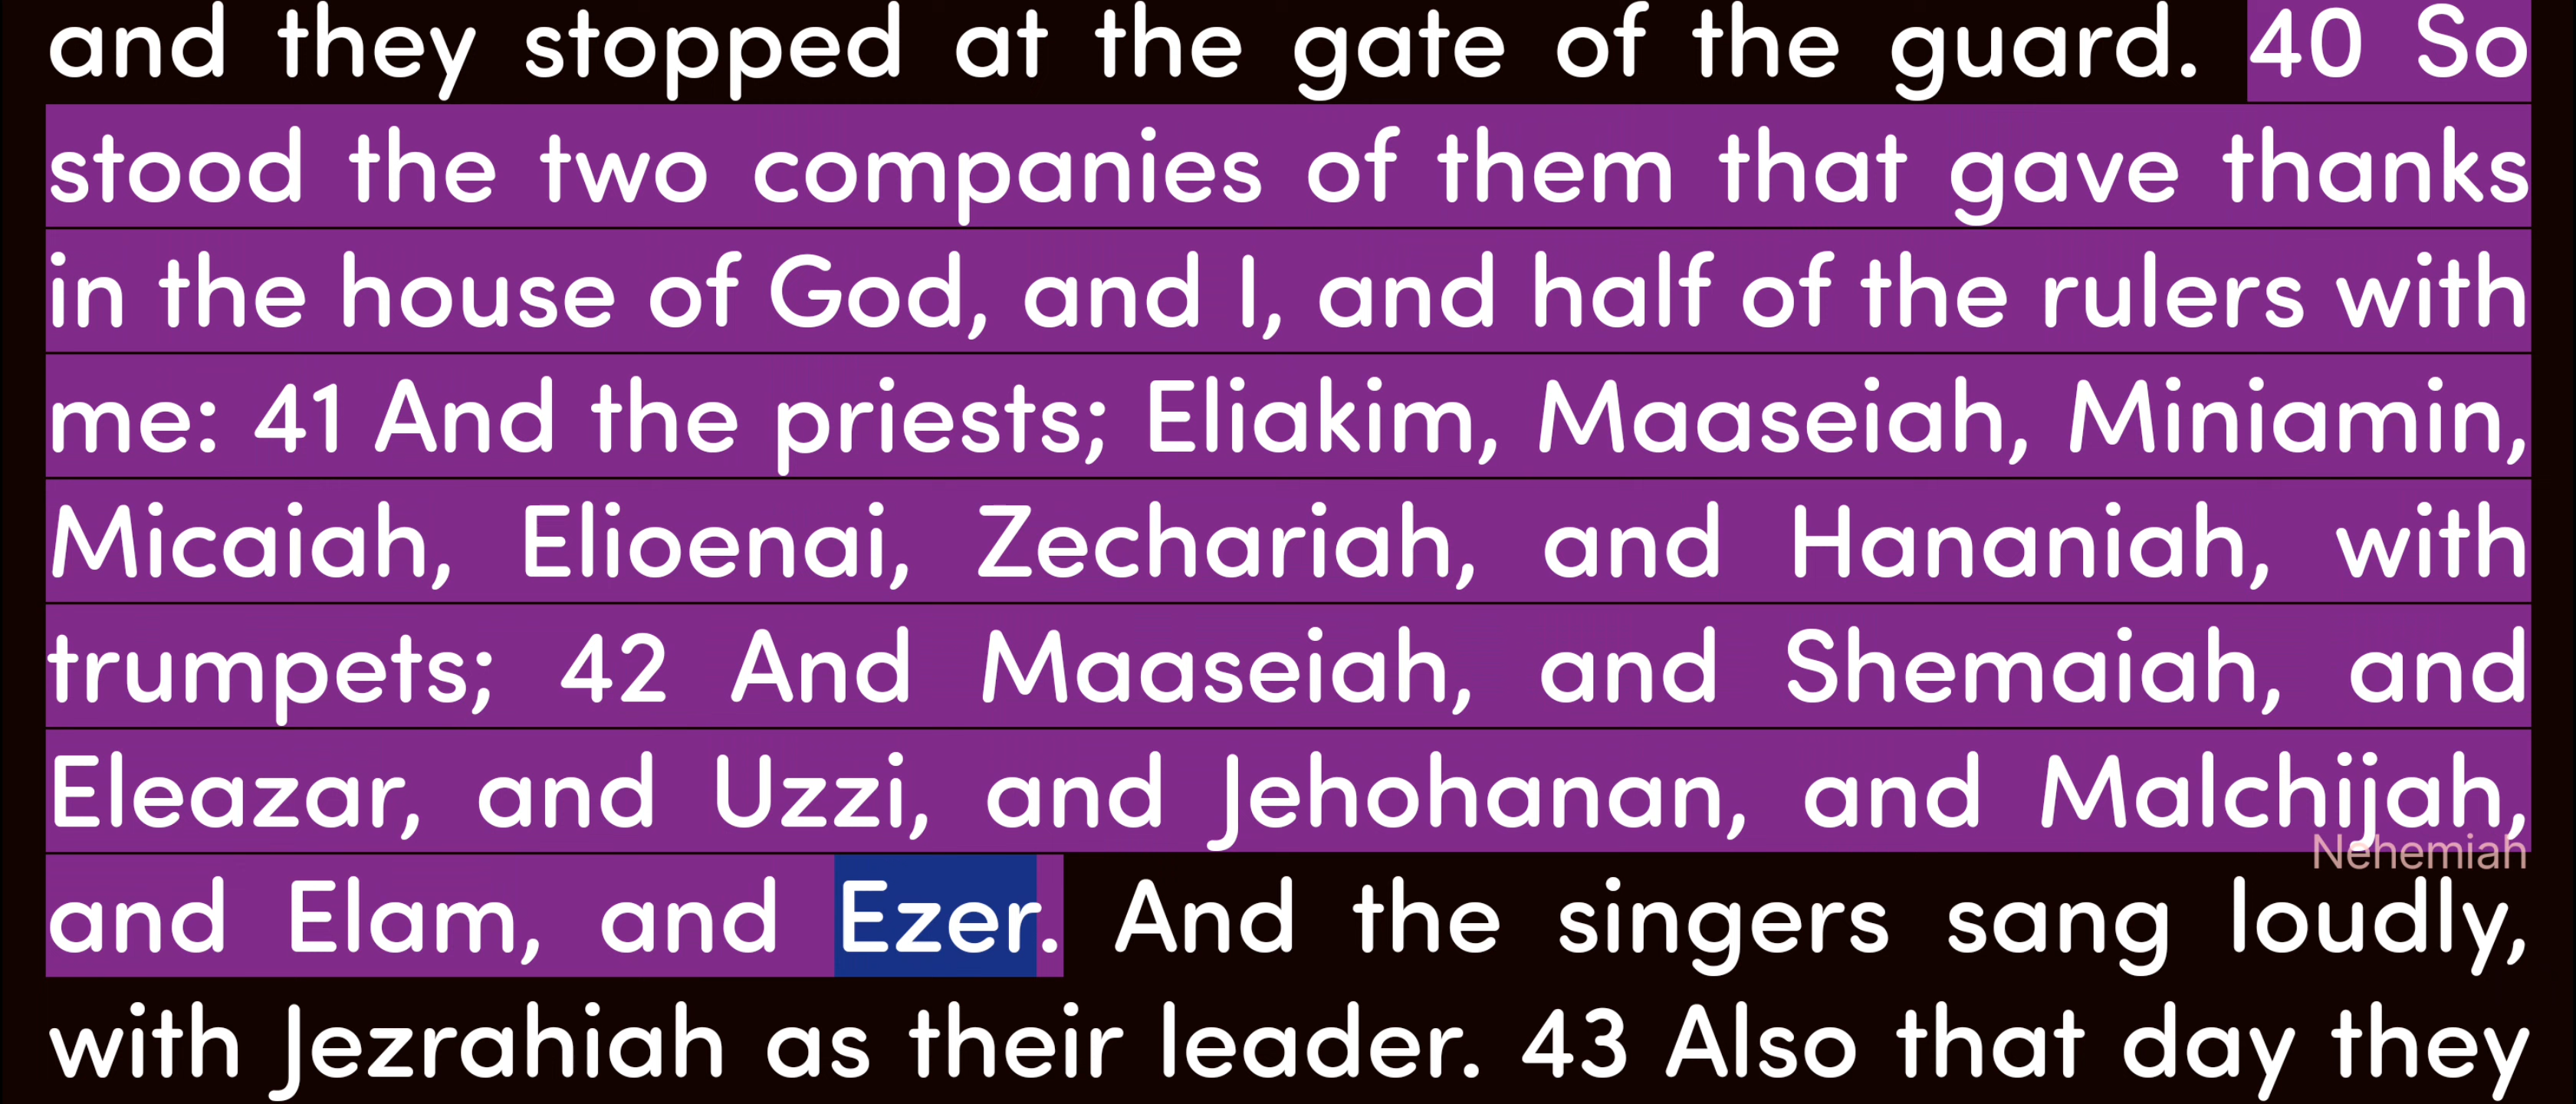 and they stopped at the gate of the guard. 40 So
stood the two companies of them that gave thanks
in the house of God, and I, and half of the rulers with
me: 41 And the priests; Eliakim, Maaseiah, Miniamin,
Micaiah, Elioenai, Zechariah, and Hananiah, with
trumpets; 42 And Maaseiah, and Shemaiah, and
Eleazar, and Uzzi, and Jehohanan, and Malchijah,
Nehemiah
and Elam, and Ezer. And the singers sang loudly,
with Jezrahiah as their leader. 43 Also that day they